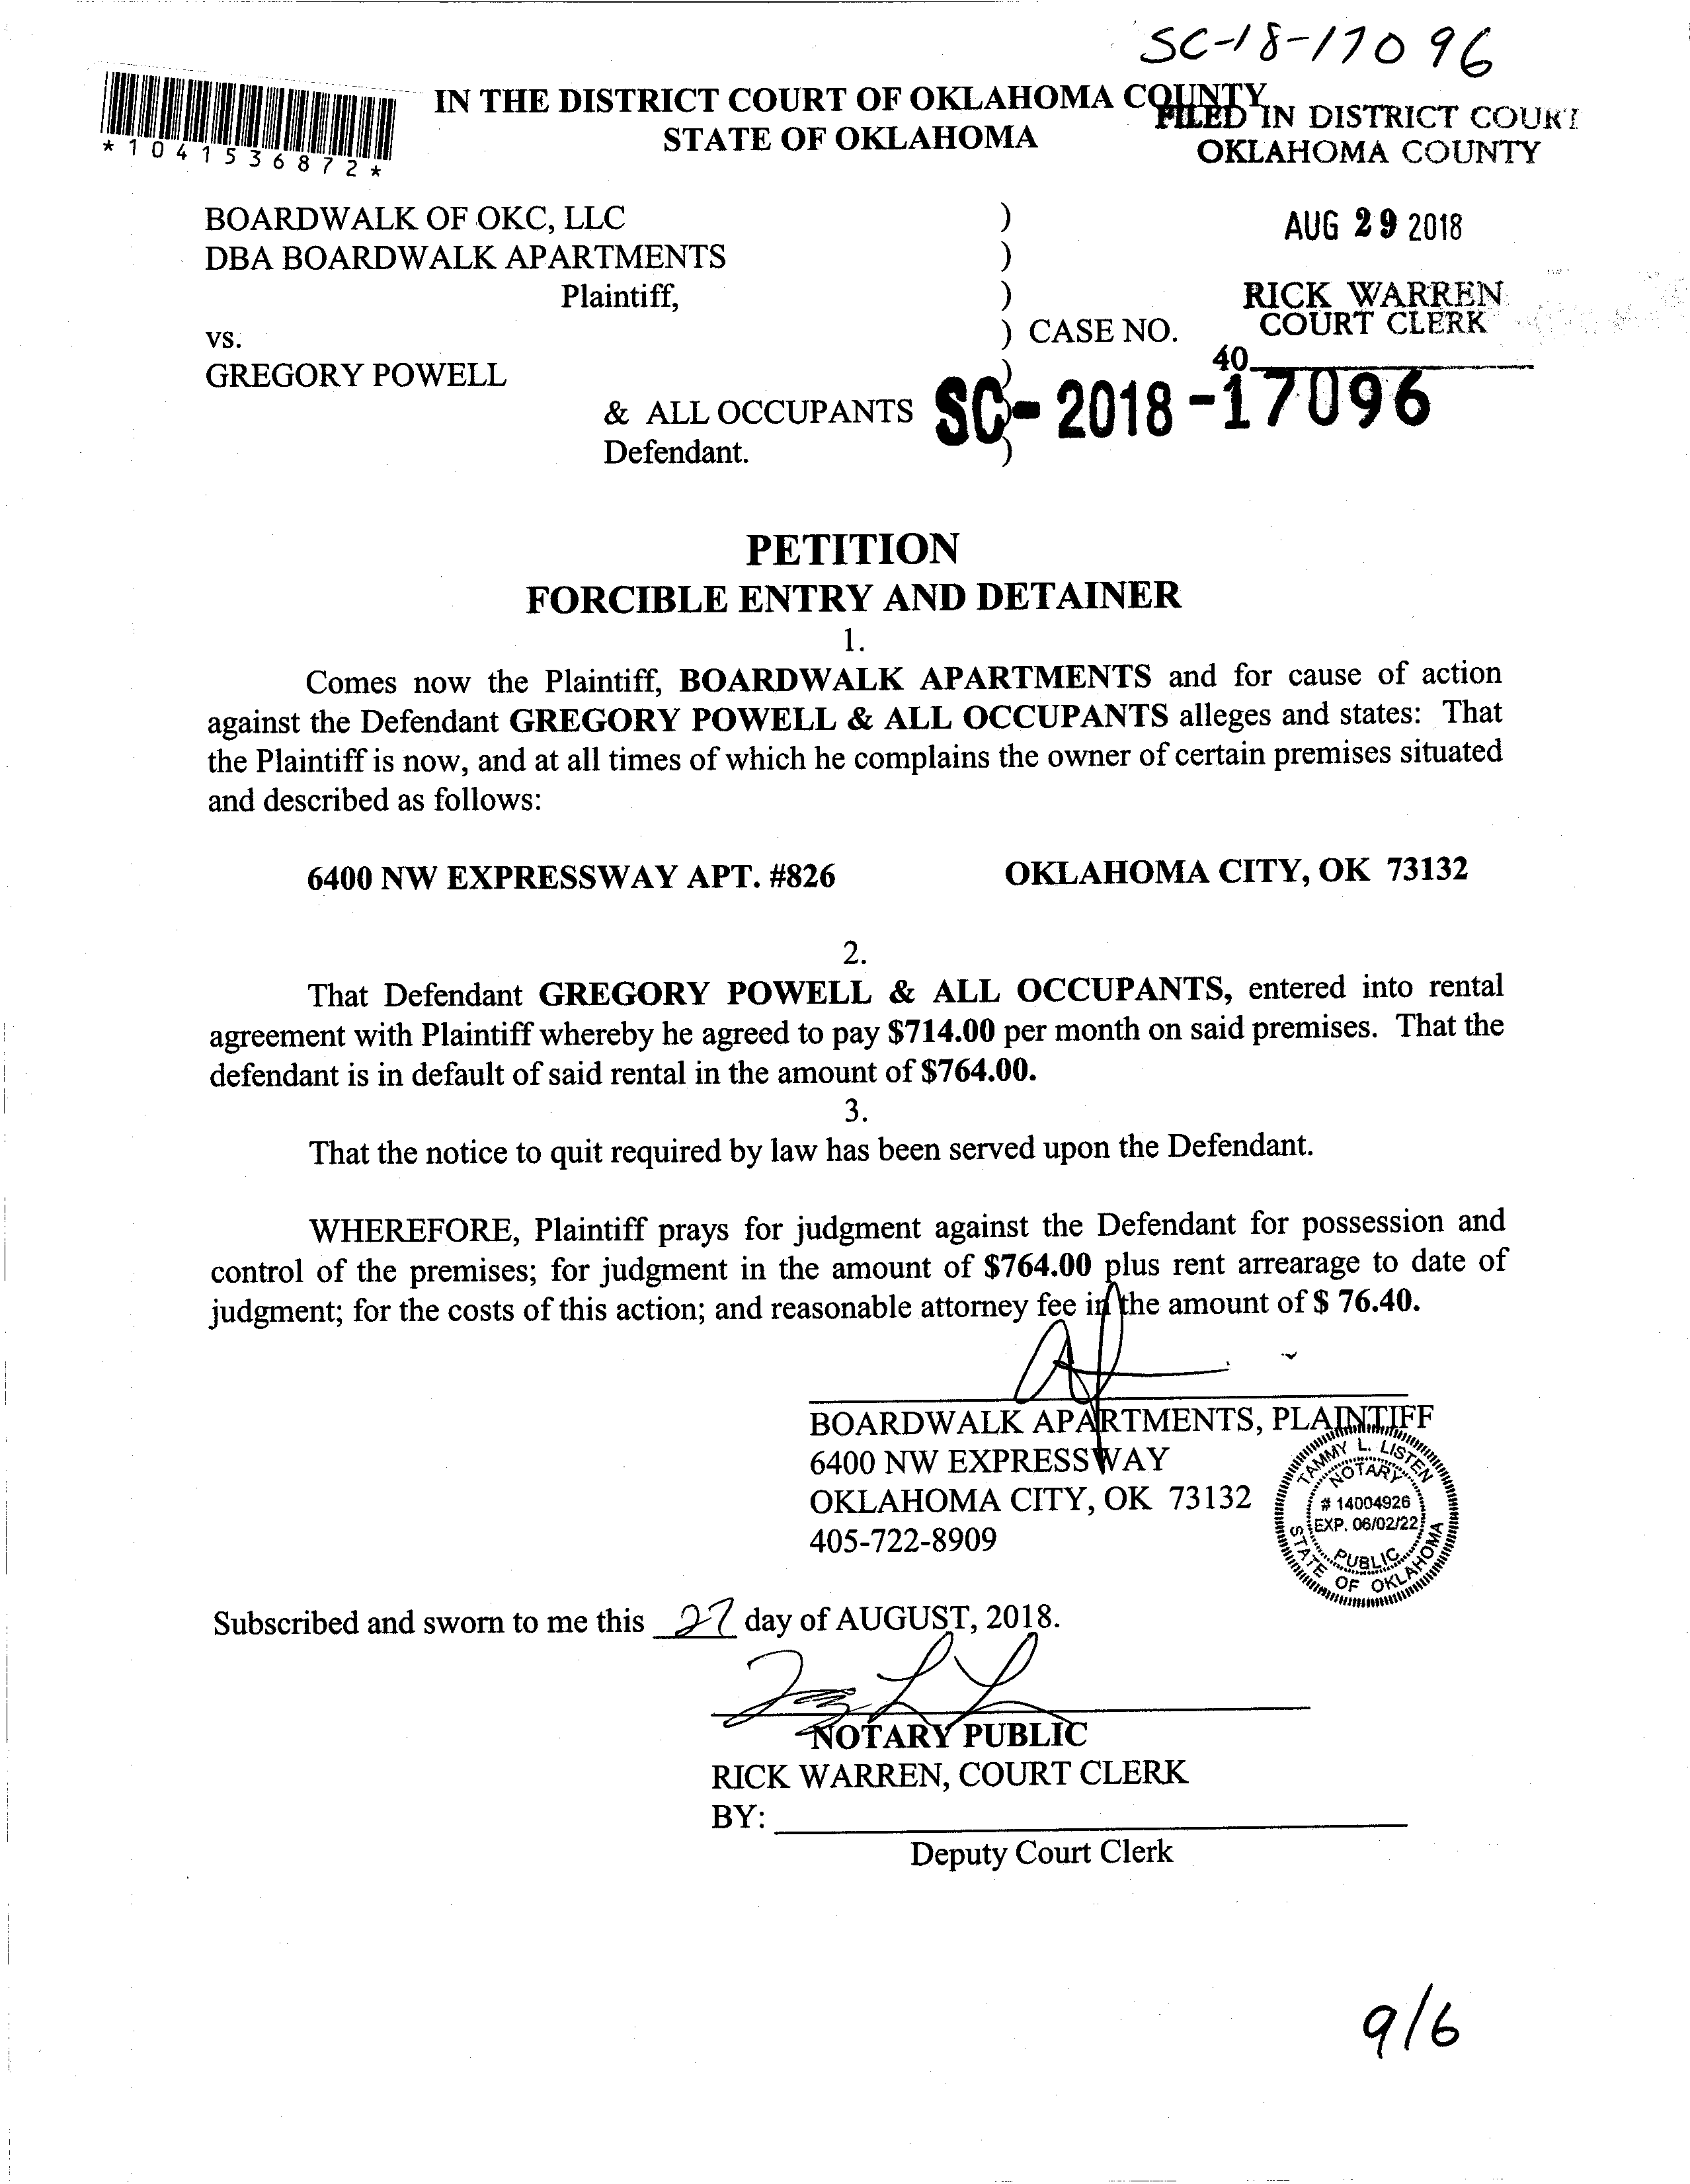 SC-18-17096
*1041536872*
IN THE DISTRICT COURT OF OKLAHOMA COUNTY
STATE OF OKLAHOMA
FILED IN DISTRICT COURT
OKLAHOMA COUNTY
AUG 29 2018
RICK WARREN
COURT CLERK
40
BOARDWALK OF OKC, LLC )
DBA BOARDWALK APARTMENTS )
Plaintiff, )
vs. ) CASE NO.
GREGORY POWELL )
& ALL OCCUPANTS )
SC-2018-17096
Defendant. )
PETITION
FORCIBLE ENTRY AND DETAINER
1.
Comes now the Plaintiff, BOARDWALK APARTMENTS and for cause of action
against the Defendant GREGORY POWELL & ALL OCCUPANTS alleges and states: That
the Plaintiff is now, and at all times of which he complains the owner of certain premises situated
and described as follows:
6400 NW EXPRESSWAY APT. #826 OKLAHOMA CITY, OK 73132
2.
That Defendant GREGORY POWELL & ALL OCCUPANTS, entered into rental
agreement with Plaintiff whereby he agreed to pay $714.00 per month on said premises. That the
defendant is in default of said rental in the amount of $764.00.
3.
That the notice to quit required by law has been served upon the Defendant.
WHEREFORE, Plaintiff prays for judgment against the Defendant for possession and
control of the premises; for judgment in the amount of $764.00 plus rent arrearage to date of
judgment; for the costs of this action; and reasonable attorney fee in the amount of $ 76.40.
BOARDWALK APARTMENTS, PLAINTIFF
6400 NW EXPRESSWAY
OKLAHOMA CITY, OK 73132
405-722-8909
TAMMY L. LISTEN
NOTARY
# 14004926
EXP. 06/02/22
PUBLIC
STATE OF OKLAHOMA
Subscribed and sworn to me this 27 day of AUGUST, 2018.
NOTARY PUBLIC
RICK WARREN, COURT CLERK
BY:
Deputy Court Clerk
9/6